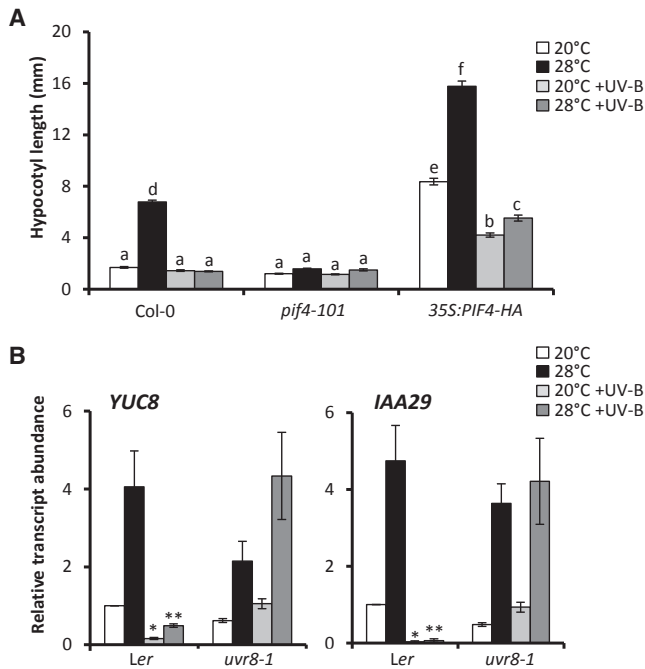 A
Hypocotyl length (mm)
20
16
12
8
4
0
20°C
28°C
20°C +UV-B
28°C +UV-B
a
d
a
a
a
a
a
a
e
f
b
c
Col-0
pif4-101
35S:PIF4-HA
B
20°C
28°C
20°C +UV-B
28°C +UV-B
Relative transcript abundance
YUC8
6
4
2
0
*
**
Ler
uvr8-1
IAA29
6
4
2
0
*
**
Ler
uvr8-1